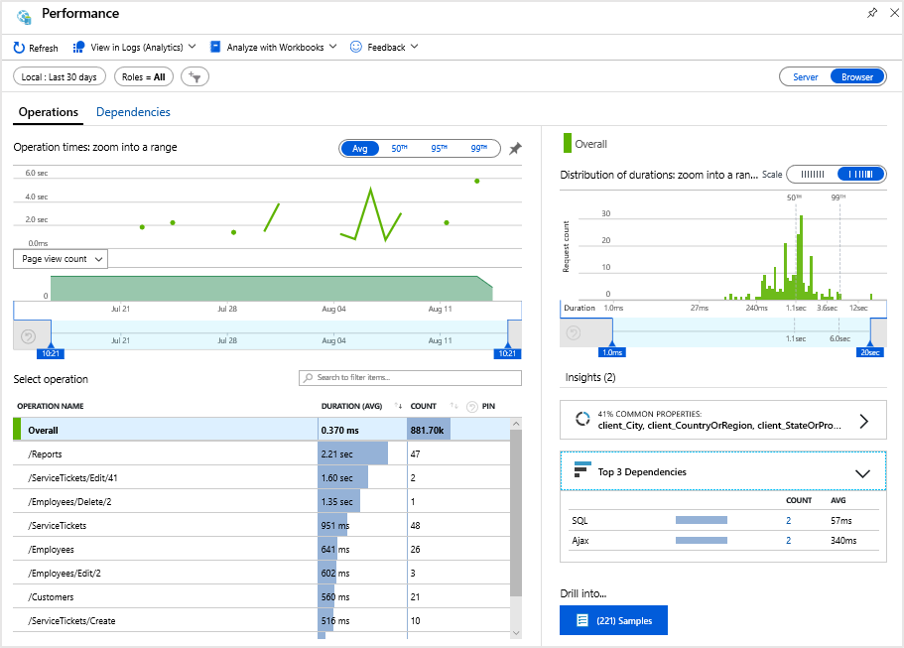 Performance
Refresh View in Logs (Analytics) Analyze with Workbooks Feedback
Local : Last 30 days Roles = All Server Browser
Operations Dependencies
Operation times: zoom into a range Avg 50TH 95TH 99TH
6.0 sec
4.0 sec
2.0 sec
0.0ms
Page view count
0
Jul 21 Jul 28 Aug 04 Aug 11
Jul 21 Jul 28 Aug 04 Aug 11
10:21 10:21
Select operation Search to filter items...
OPERATION NAME DURATION (AVG) COUNT PIN
Overall 0.370 ms 881.70k
/Reports 2.21 sec 47
/ServiceTickets/Edit/41 1.60 sec 2
/Employees/Delete/2 1.35 sec 1
/ServiceTickets 951 ms 48
/Employees 641 ms 26
/Employees/Edit/2 602 ms 3
/Customers 560 ms 21
/ServiceTickets/Create 516 ms 10
Overall
Distribution of durations: zoom into a ran... Scale
50TH 99TH
Request count
30
20
10
0
Duration 1.0ms 27ms 240ms 1.1sec 3.6sec 12sec
1.1sec 6.0sec
1.0ms 20sec
Insights (2)
41% COMMON PROPERTIES:
client_City, client_CountryOrRegion, client_StateOrPro...
Top 3 Dependencies
COUNT AVG
SQL 2 57ms
Ajax 2 340ms
Drill into...
(221) Samples